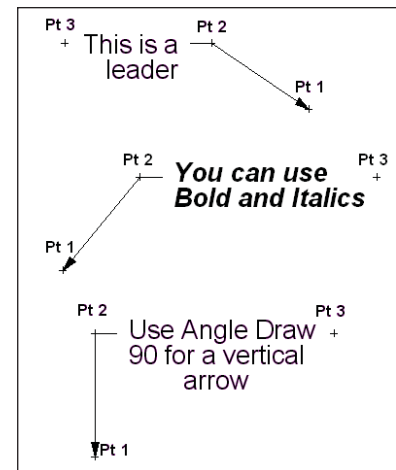 Pt 3
Pt 2
This is a
leader
Pt 1
Pt 2
Pt 3
You can use
Bold and Italics
Pt 1
Pt 2
Pt 3
Use Angle Draw
90 for a vertical
arrow
Pt 1